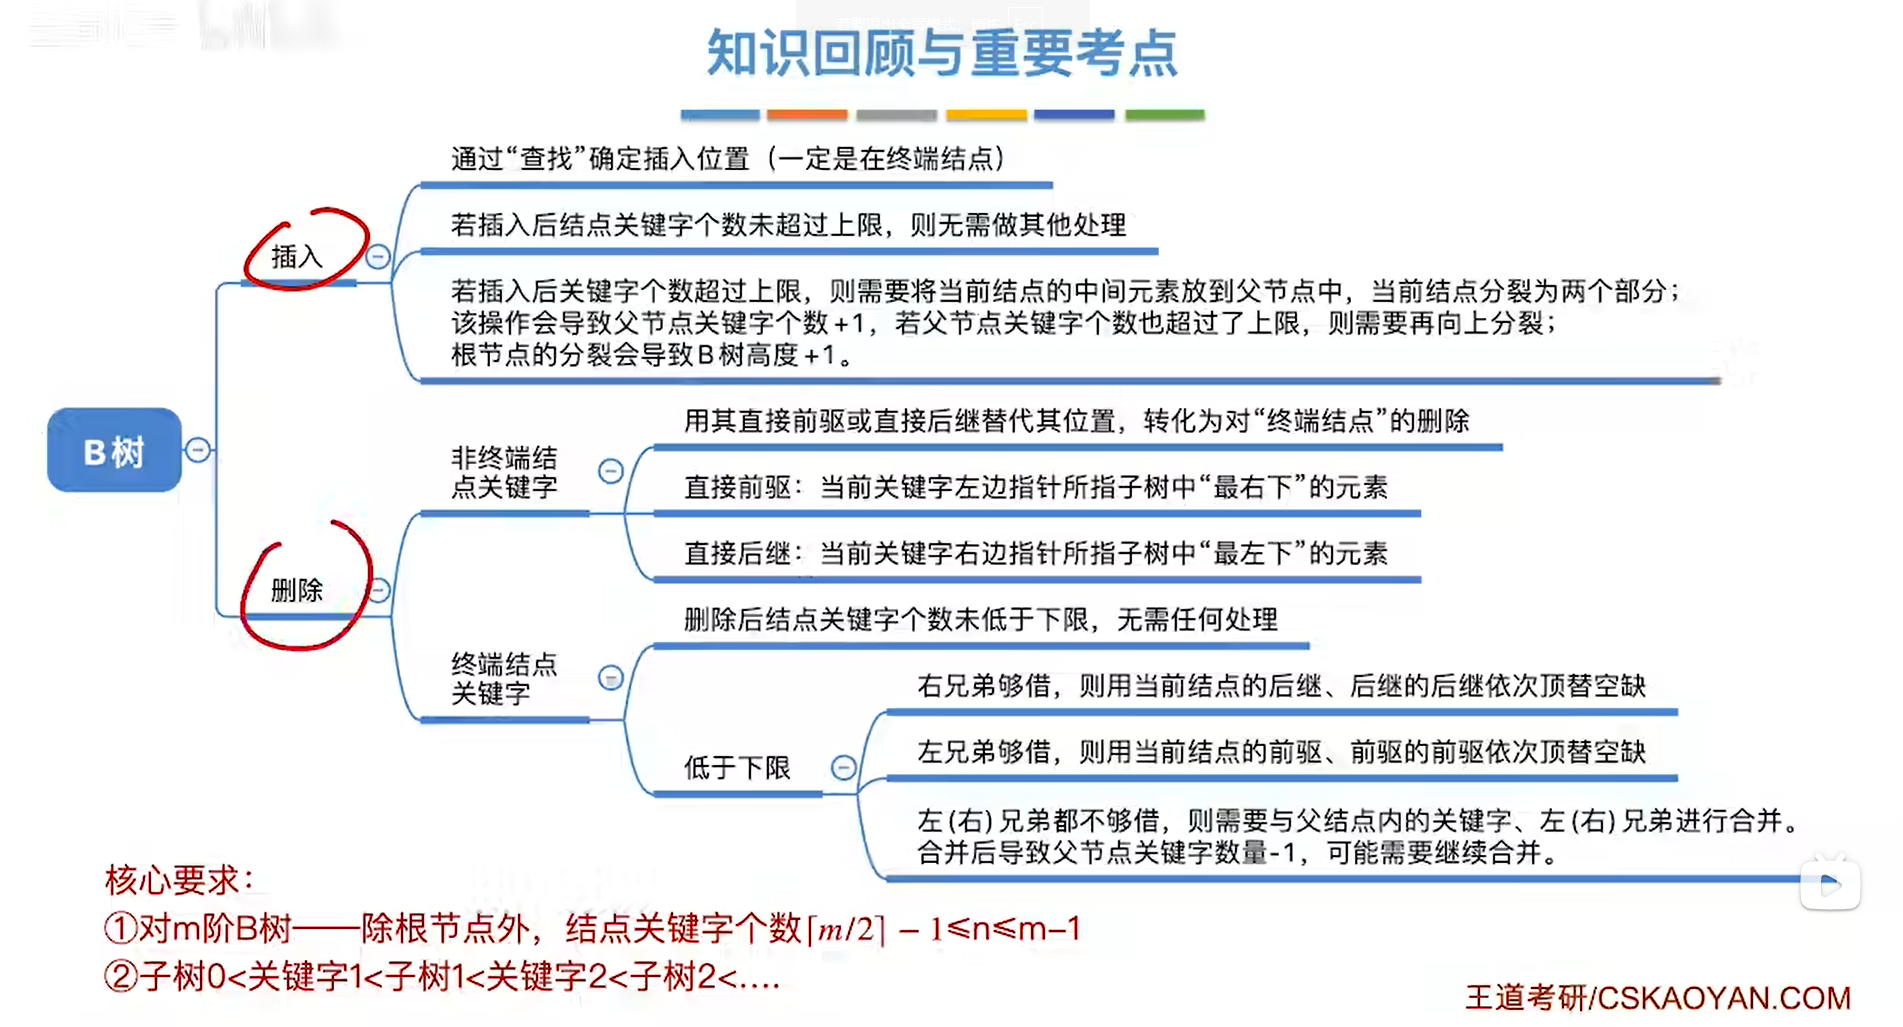 知识回顾与重要考点
通过“查找”确定插入位置（一定是在终端结点）
若插入后结点关键字个数未超过上限，则无需做其他处理
插入
若插入后关键字个数超过上限，则需要将当前结点的中间元素放到父节点中，当前结点分裂为两个部分；
该操作会导致父节点关键字个数+1，若父节点关键字个数也超过了上限，则需要再向上分裂；
根节点的分裂会导致B树高度+1。
B树
用其直接前驱或直接后继替代其位置，转化为对“终端结点”的删除
非终端结
点关键字
直接前驱：当前关键字左边指针所指子树中“最右下”的元素
直接后继：当前关键字右边指针所指子树中“最左下”的元素
删除
删除后结点关键字个数未低于下限，无需任何处理
终端结点
关键字
右兄弟够借，则用当前结点的后继、后继的后继依次顶替空缺
左兄弟够借，则用当前结点的前驱、前驱的前驱依次顶替空缺
低于下限
左(右)兄弟都不够借，则需要与父结点内的关键字、左(右)兄弟进行合并。
合并后导致父节点关键字数量-1，可能需要继续合并。
核心要求：
①对m阶B树——除根节点外，结点关键字个数⌈m/2⌉ – 1≤n≤m–1
②子树0<关键字1<子树1<关键字2<子树2<....
王道考研/CSKAOYAN.COM